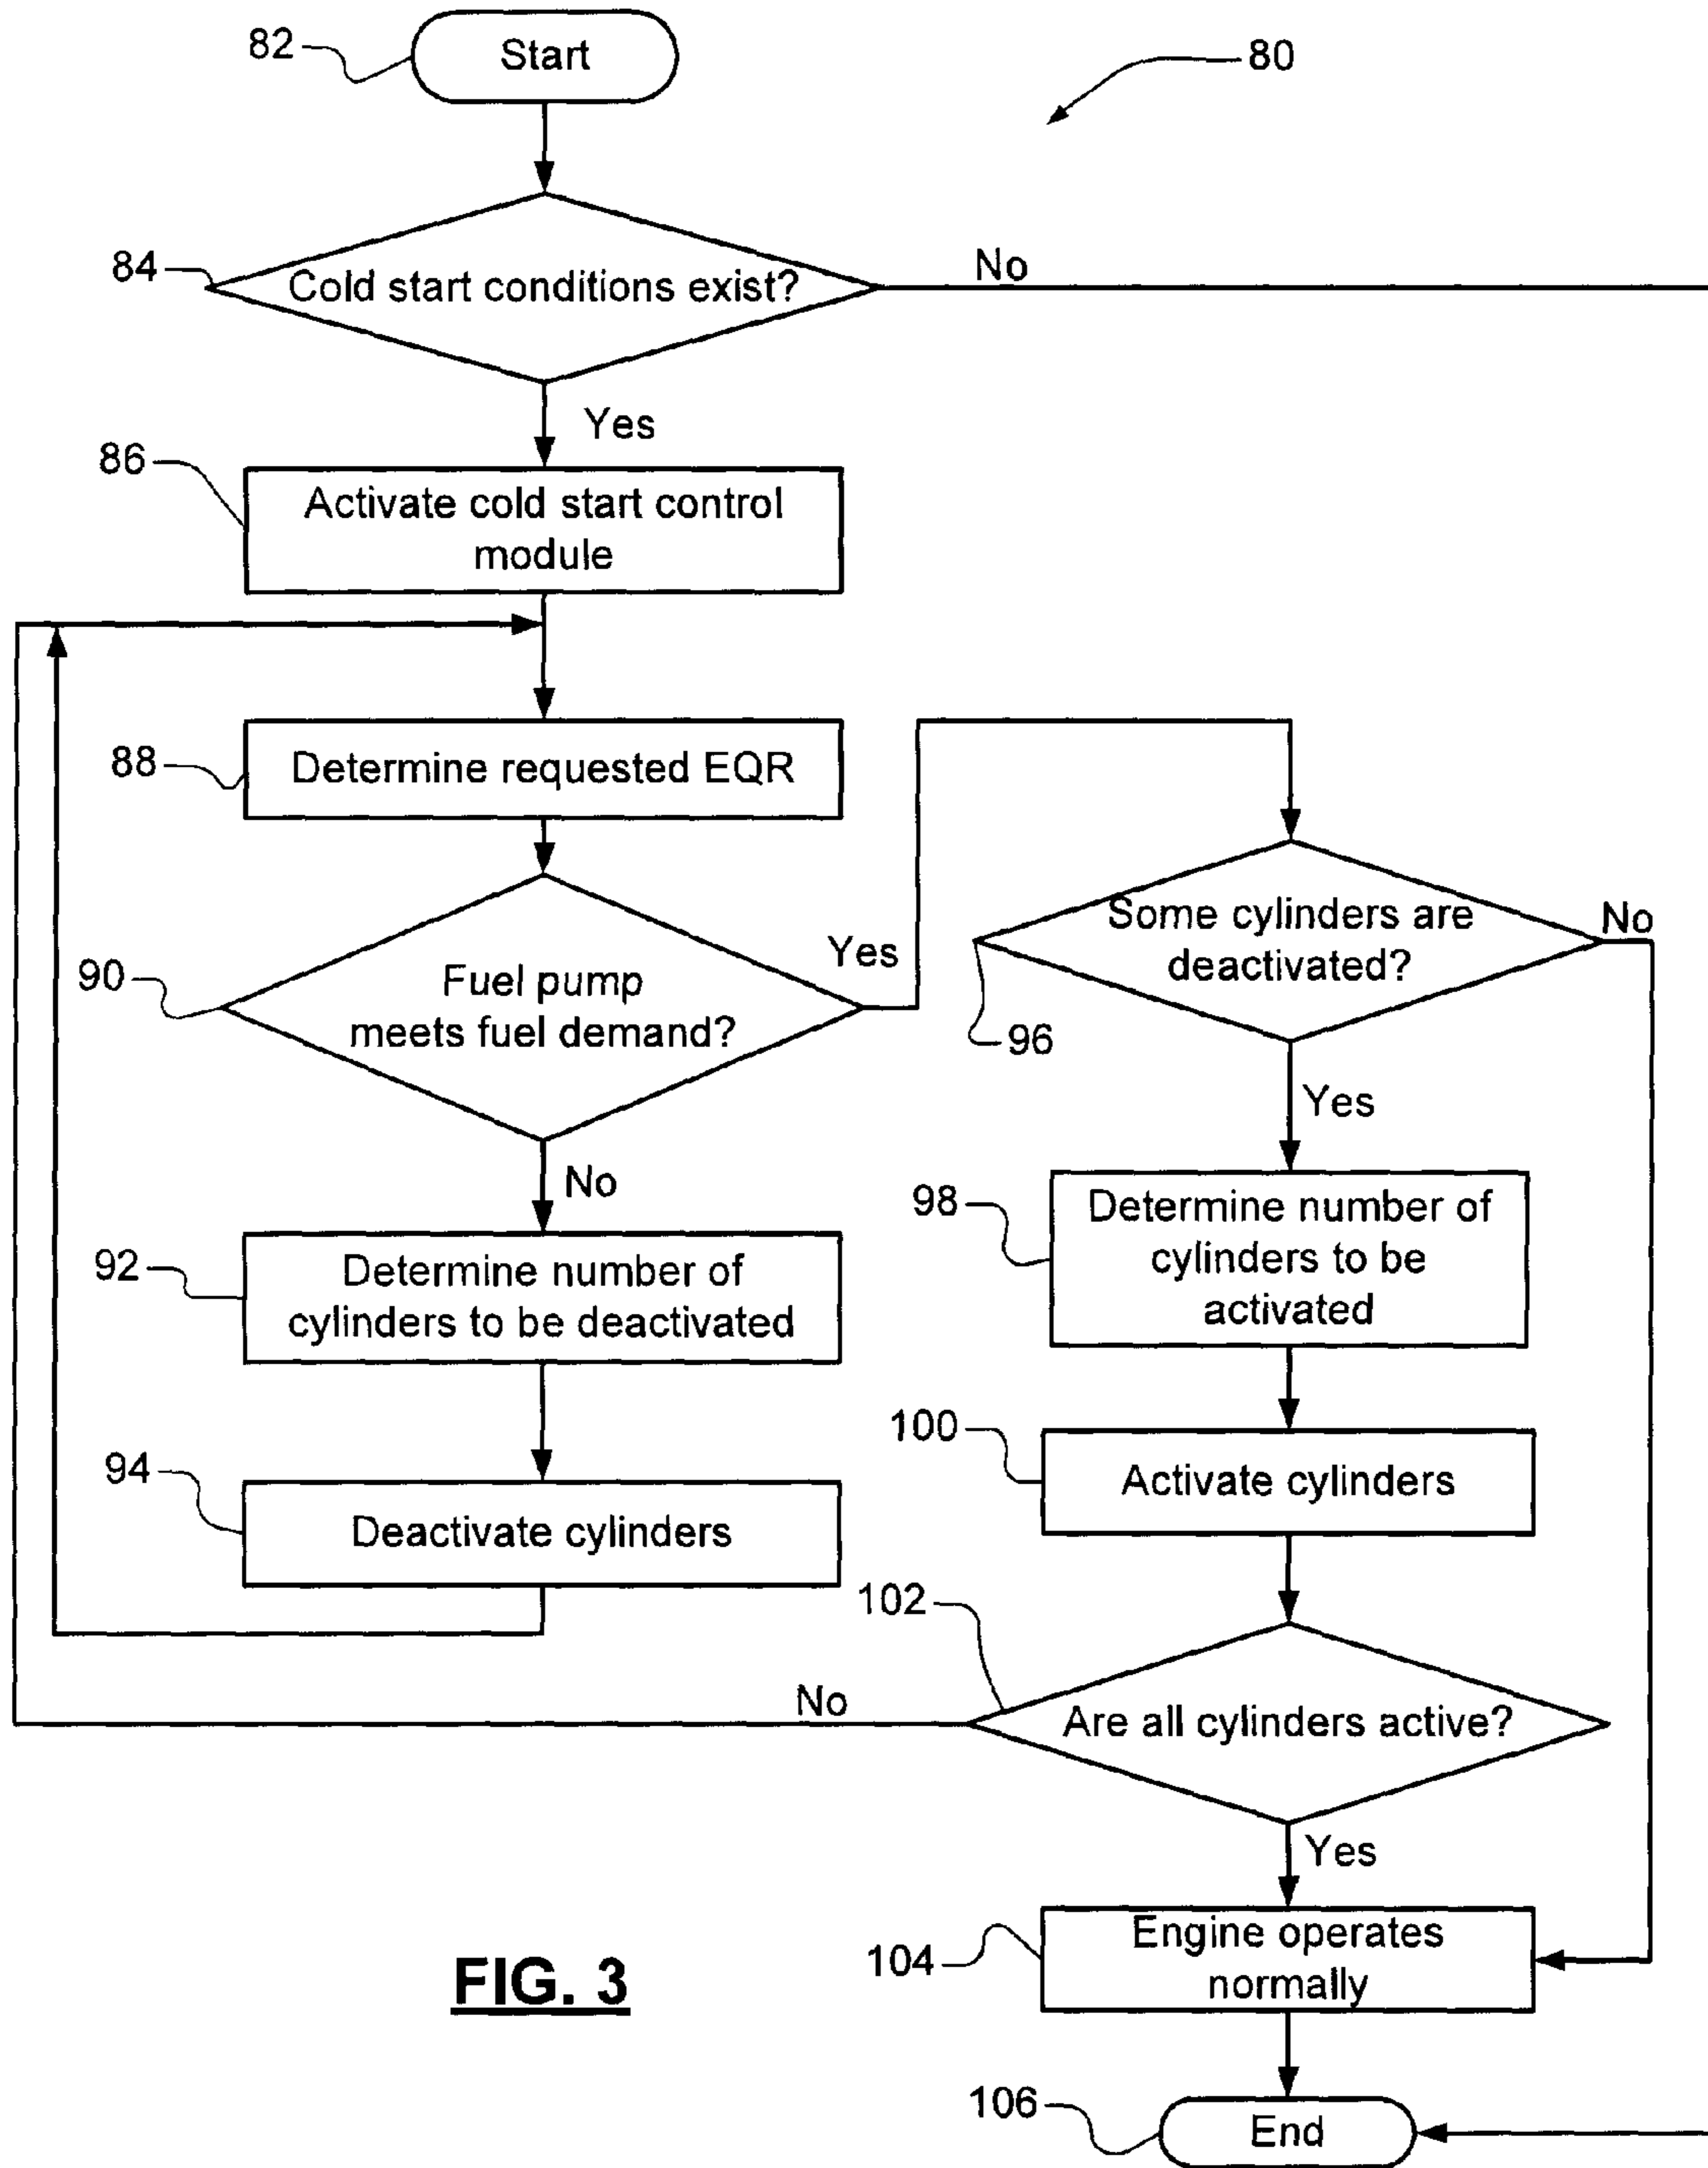 82
Start
80
84
Cold start conditions exist?
No
Yes
86
Activate cold start control
module
88
Determine requested EQR
90
Fuel pump
meets fuel demand?
Yes
No
92
Determine number of
cylinders to be deactivated
94
Deactivate cylinders
Some cylinders are
deactivated?
No
96
Yes
98
Determine number of
cylinders to be
activated
100
Activate cylinders
102
Are all cylinders active?
No
Yes
104
Engine operates
normally
106
End
FIG. 3